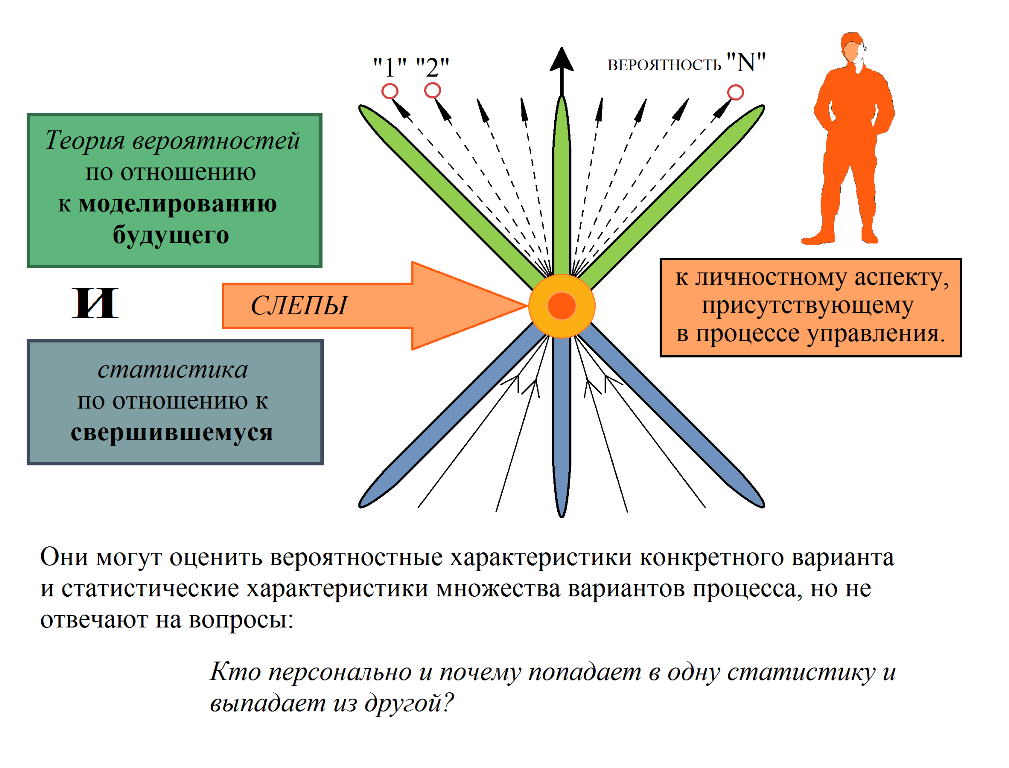 "1" "2"
ВЕРОЯТНОСТЬ "N"
Теория вероятностей
по отношению
к моделированию
будущего
И
СЛЕПЫ
статистика
по отношению к
свершившемуся
к личностному аспекту,
присутствующему
в процессе управления.
Они могут оценить вероятностные характеристики конкретного варианта
и статистические характеристики множества вариантов процесса, но не
отвечают на вопросы:
Кто персонально и почему попадает в одну статистику и
выпадает из другой?